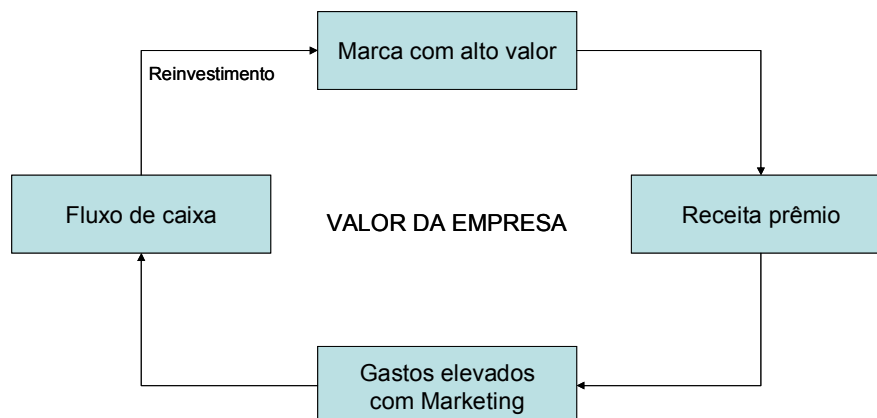 Marca com alto valor
Reinvestimento
Fluxo de caixa
VALOR DA EMPRESA
Receita prêmio
Gastos elevados
com Marketing